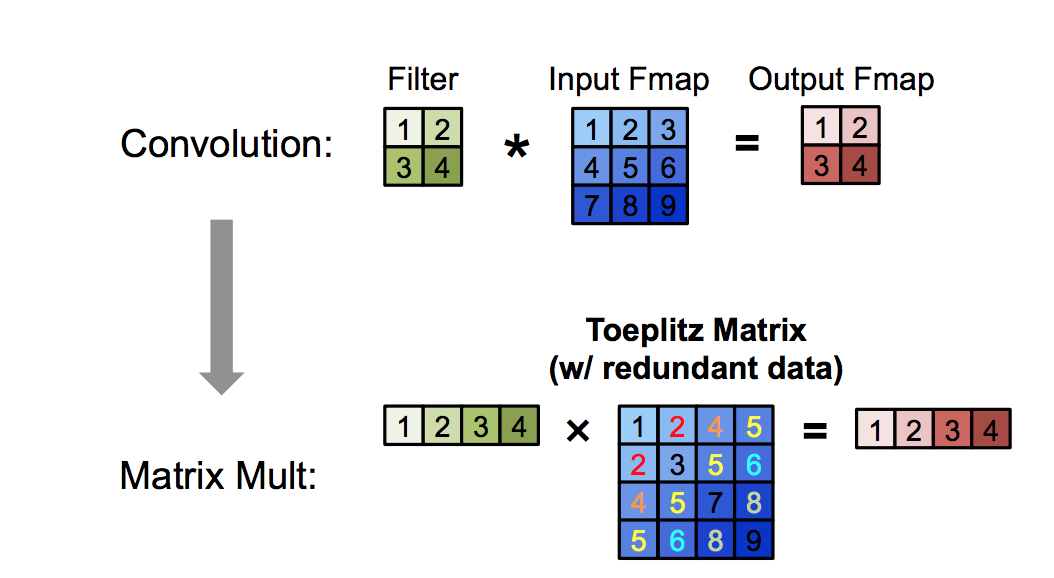 Filter Input Fmap Output Fmap
Convolution:
1 2 * 1 2 3 = 1 2
3 4 4 5 6 3 4
7 8 9
Toeplitz Matrix
(w/ redundant data)
Matrix Mult:
1 2 3 4 × 1 2 4 5 = 1 2 3 4
2 3 5 6
4 5 7 8
5 6 8 9